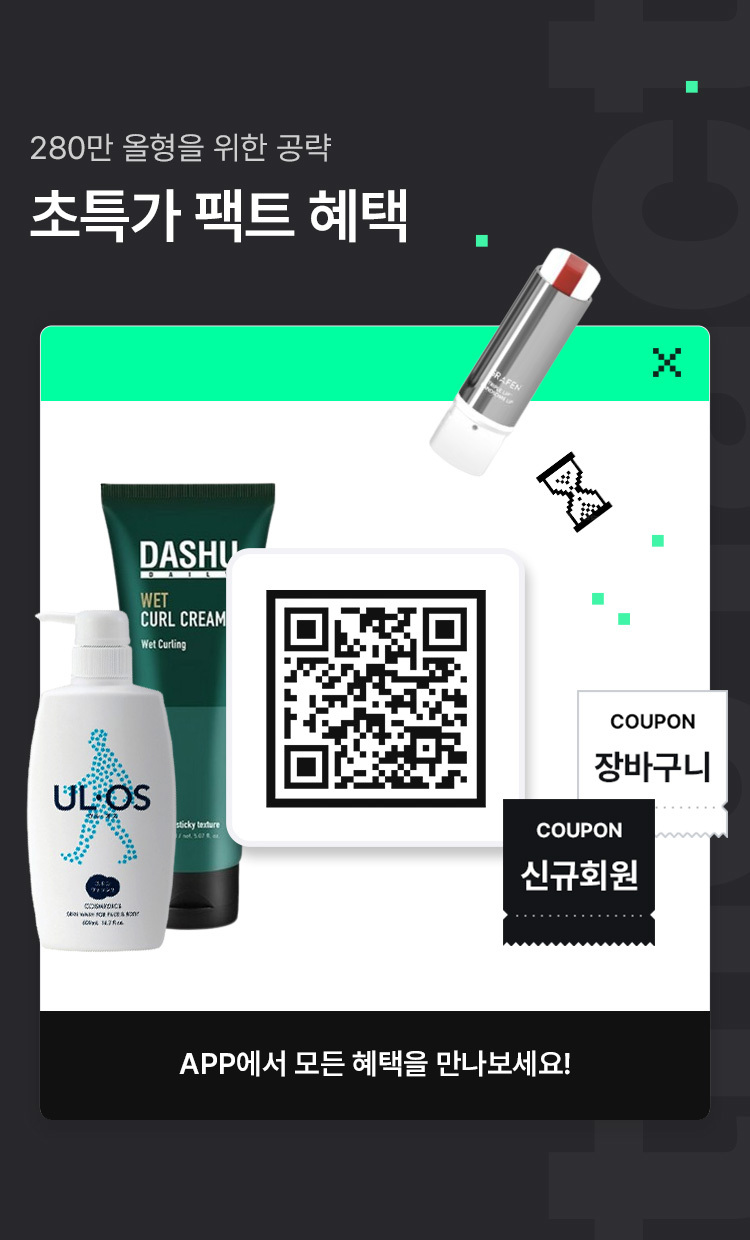 280만 올형을 위한 공략
초특가 팩트 혜택
GRAFEN
DASHU
DAIL
WET
CURL CREAM
Wet Curling
sticky texture
UL·OS
SKIN WASH FOR FACE & BODY
COUPON
장바구니
COUPON
신규회원
APP에서 모든 혜택을 만나보세요!